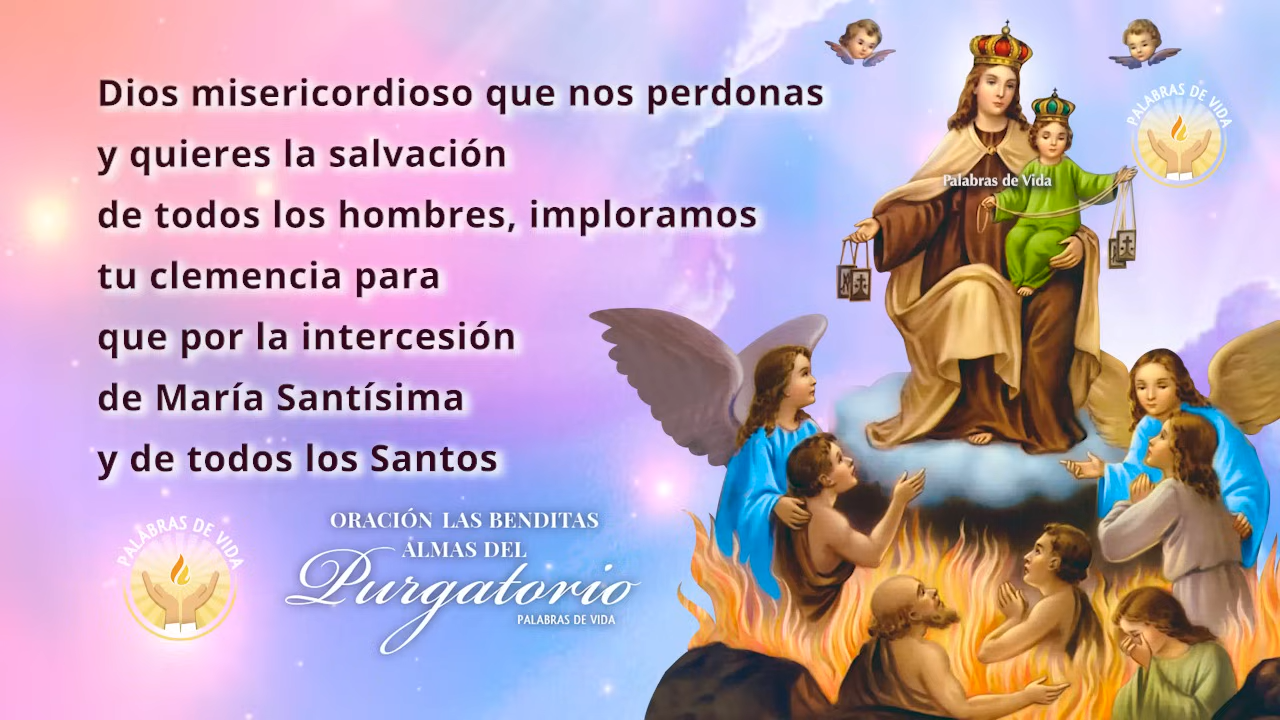 Dios misericordioso que nos perdonas
y quieres la salvación
de todos los hombres, imploramos
tu clemencia para
que por la intercesión
de María Santísima
y de todos los Santos
ORACIÓN LAS BENDITAS
ALMAS DEL
Purgatorio
PALABRAS DE VIDA
PALABRAS DE VIDA
Palabras de Vida
PALABRAS DE VIDA